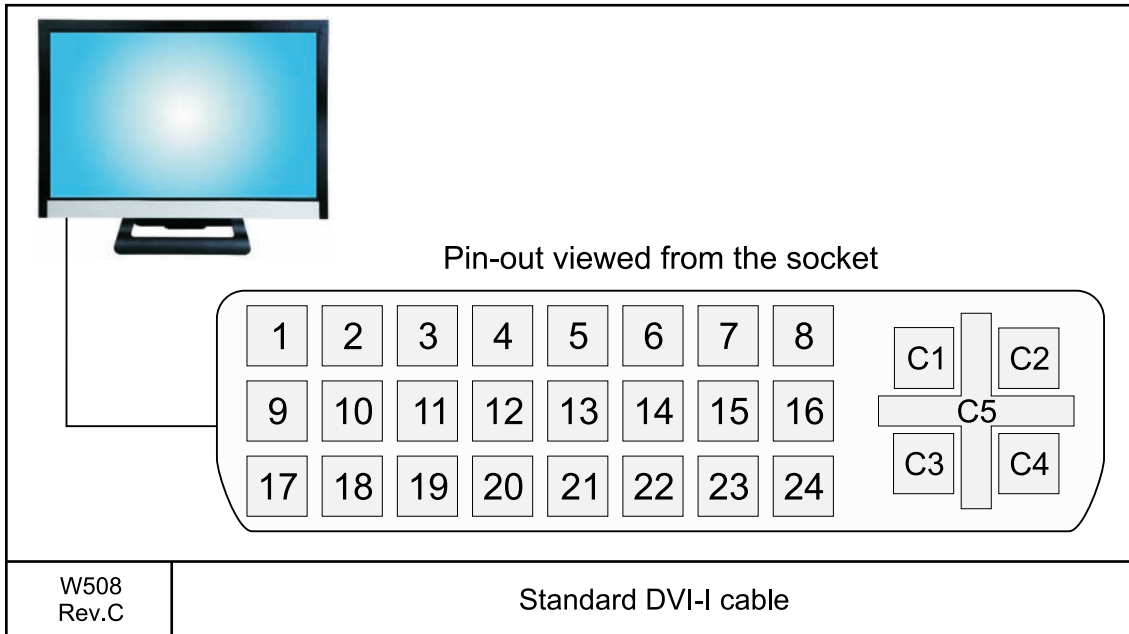 Pin-out viewed from the socket
1 2 3 4 5 6 7 8
9 10 11 12 13 14 15 16
17 18 19 20 21 22 23 24
C1 C2
C5
C3 C4
W508
Rev.C
Standard DVI-I cable